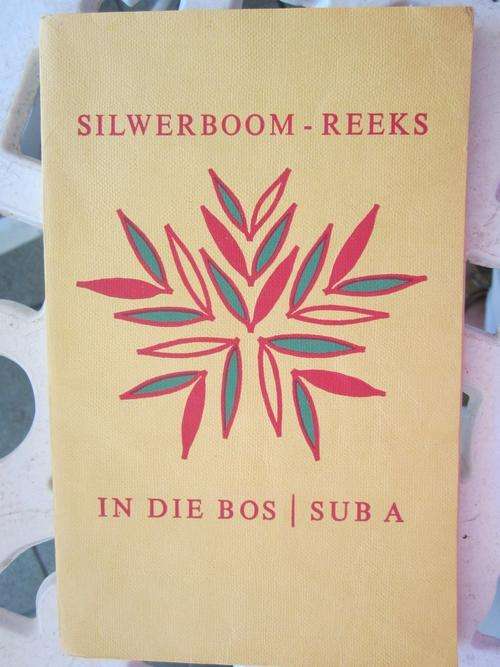 SILWERBOOM - REEKS
IN DIE BOS | SUB A